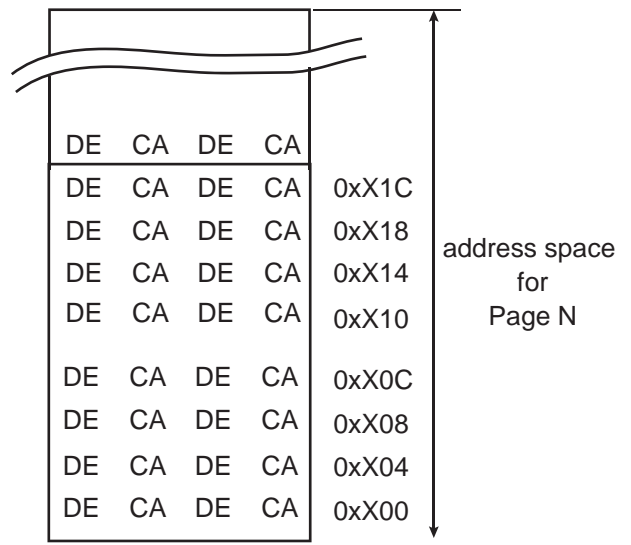 DE CA DE CA
DE CA DE CA 0xX1C
DE CA DE CA 0xX18
DE CA DE CA 0xX14
DE CA DE CA 0xX10
DE CA DE CA 0xX0C
DE CA DE CA 0xX08
DE CA DE CA 0xX04
DE CA DE CA 0xX00
address space
for
Page N